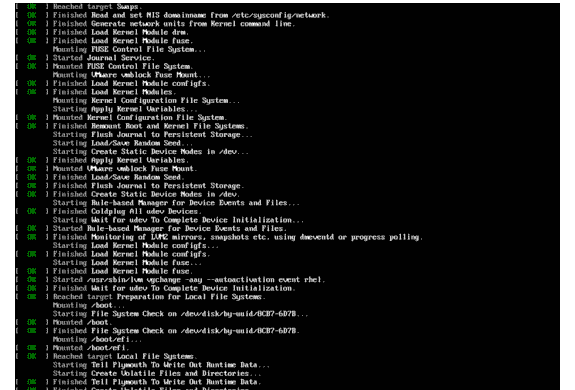 [  OK  ] Reached target Swaps.
[  OK  ] Finished Read and set NIS domainname from /etc/sysconfig/network.
[  OK  ] Finished Generate network units from Kernel command line.
[  OK  ] Finished Load Kernel Module drm.
[  OK  ] Finished Load Kernel Module fuse.
Mounting FUSE Control File System...
[  OK  ] Started Journal Service.
[  OK  ] Mounted FUSE Control File System.
Mounting VMware vmblock Fuse Mount...
[  OK  ] Finished Load Kernel Module configfs.
[  OK  ] Finished Load Kernel Modules.
Mounting Kernel Configuration File System...
Starting Apply Kernel Variables...
[  OK  ] Mounted Kernel Configuration File System.
[  OK  ] Finished Remount Root and Kernel File Systems.
Starting Flush Journal to Persistent Storage...
Starting Load/Save Random Seed...
Starting Create Static Device Nodes in /dev...
[  OK  ] Finished Apply Kernel Variables.
[  OK  ] Mounted VMware vmblock Fuse Mount.
[  OK  ] Finished Load/Save Random Seed.
[  OK  ] Finished Flush Journal to Persistent Storage.
[  OK  ] Finished Create Static Device Nodes in /dev.
Starting Rule-based Manager for Device Events and Files...
[  OK  ] Finished Coldplug All udev Devices.
Starting Wait for udev To Complete Device Initialization...
[  OK  ] Started Rule-based Manager for Device Events and Files.
[  OK  ] Finished Monitoring of LVM2 mirrors, snapshots etc. using dmeventd or progress polling.
Starting Load Kernel Module configfs...
[  OK  ] Finished Load Kernel Module configfs.
Starting Load Kernel Module fuse...
[  OK  ] Finished Load Kernel Module fuse.
[  OK  ] Started /usr/sbin/lvm vgchange -aay --autoactivation event rhel.
[  OK  ] Finished Wait for udev To Complete Device Initialization.
[  OK  ] Reached target Preparation for Local File Systems.
Mounting /boot...
Starting File System Check on /dev/disk/by-uuid/8CB7-6D7B...
[  OK  ] Mounted /boot.
[  OK  ] Finished File System Check on /dev/disk/by-uuid/8CB7-6D7B.
Mounting /boot/efi...
[  OK  ] Mounted /boot/efi.
[  OK  ] Reached target Local File Systems.
Starting Tell Plymouth To Write Out Runtime Data...
Starting Create Volatile Files and Directories...
[  OK  ] Finished Tell Plymouth To Write Out Runtime Data.
[  OK  ] Finished Create Volatile Files and Directories.